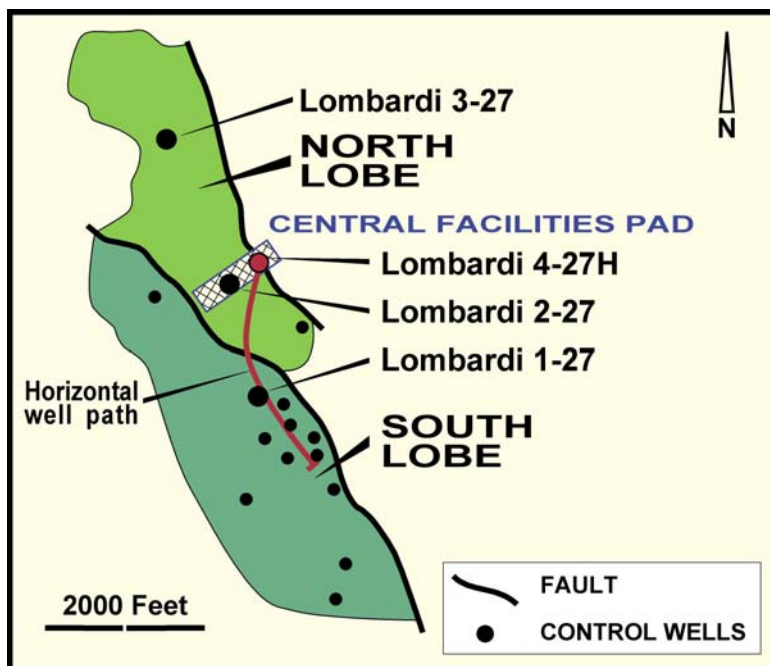 Lombardi 3-27
NORTH
LOBE
N
CENTRAL FACILITIES PAD
Lombardi 4-27H
Lombardi 2-27
Lombardi 1-27
Horizontal
well path
SOUTH
LOBE
2000 Feet
FAULT
CONTROL WELLS